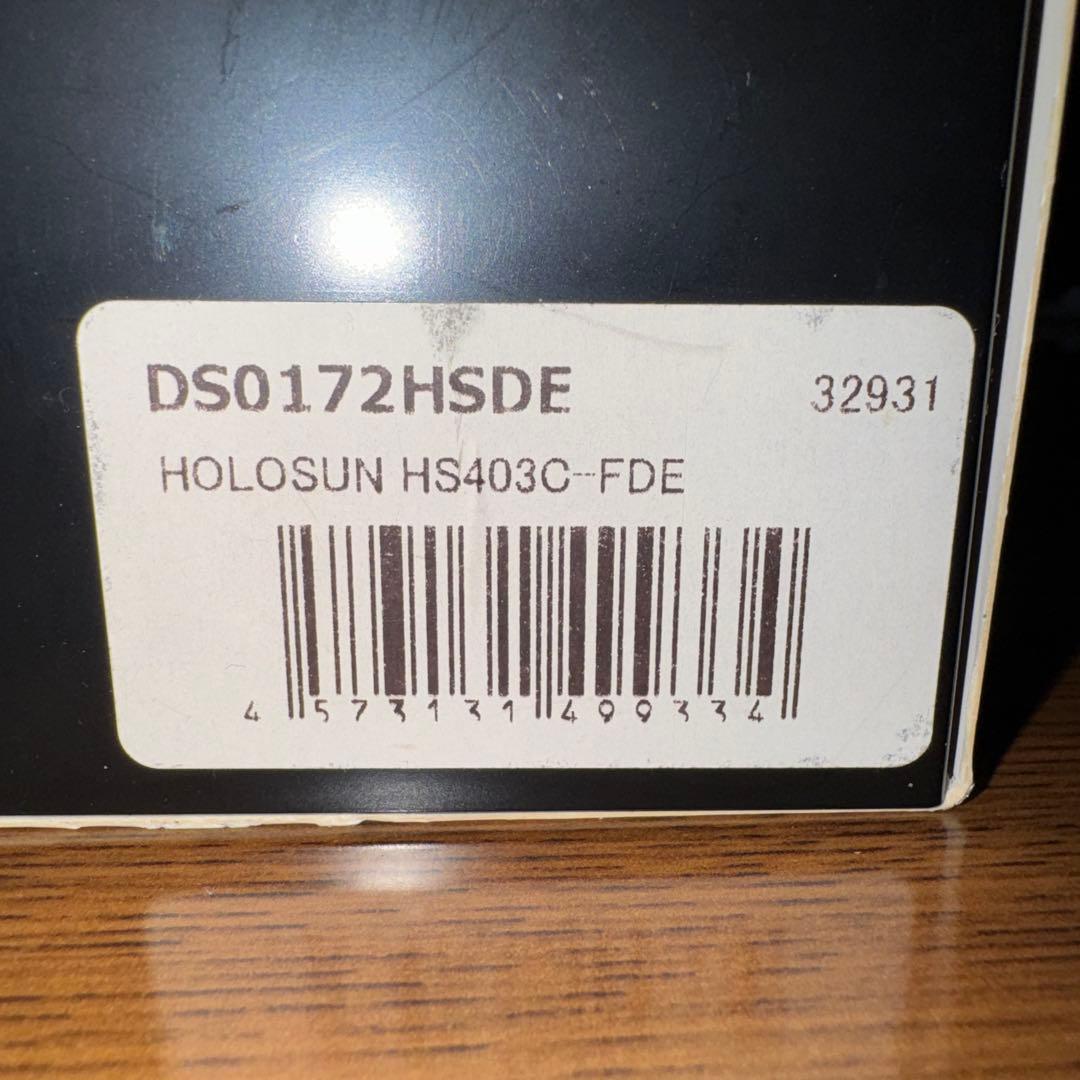 DS0172HSDE
32931
HOLOSUN HS403C-FDE
4 573131 499334